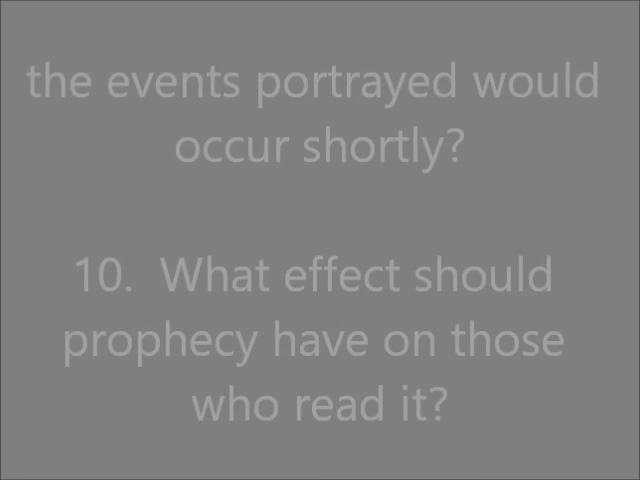 the events portrayed would
occur shortly?
10.  What effect should
prophecy have on those
who read it?